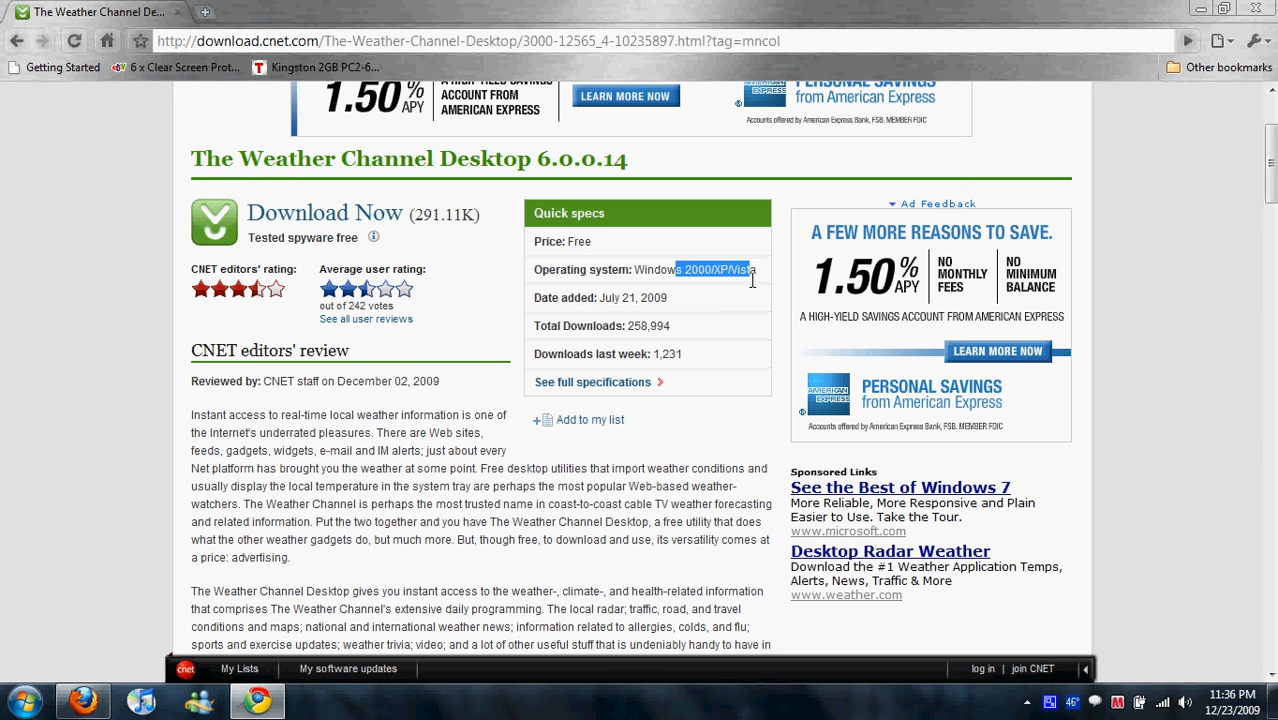 The Weather Channel De...
http://download.cnet.com/The-Weather-Channel-Desktop/3000-12565_4-10235897.html?tag=mncol
Getting Started
6 x Clear Screen Prot...
Kingston 2GB PC2-6...
Other bookmarks
1.50% APY
A HIGH-YIELD SAVINGS
ACCOUNT FROM
AMERICAN EXPRESS
LEARN MORE NOW
AMERICAN EXPRESS
PERSONAL SAVINGS
from American Express
Accounts offered by American Express Bank, FSB. MEMBER FDIC
The Weather Channel Desktop 6.0.0.14
Download Now (291.11K)
Tested spyware free
CNET editors' rating:
Average user rating:
out of 242 votes
See all user reviews
Quick specs
Price: Free
Operating system: Windows 2000/XP/Vista
Date added: July 21, 2009
Total Downloads: 258,994
Downloads last week: 1,231
See full specifications
Add to my list
CNET editors' review
Reviewed by: CNET staff on December 02, 2009
Instant access to real-time local weather information is one of
the Internet's underrated pleasures. There are Web sites,
feeds, gadgets, widgets, e-mail and IM alerts; just about every
Net platform has brought you the weather at some point. Free desktop utilities that import weather conditions and
usually display the local temperature in the system tray are perhaps the most popular Web-based weather-
watchers. The Weather Channel is perhaps the most trusted name in coast-to-coast cable TV weather forecasting
and related information. Put the two together and you have The Weather Channel Desktop, a free utility that does
what the other weather gadgets do, but much more. But, though free, to download and use, its versatility comes at
a price: advertising.
The Weather Channel Desktop gives you instant access to the weather-, climate-, and health-related information
that comprises The Weather Channel's extensive daily programming. The local radar; traffic, road, and travel
conditions and maps; national and international weather news; information related to allergies, colds, and flu;
sports and exercise updates; weather trivia; video; and a lot of other useful stuff that is undeniably handy to have in
Ad Feedback
A FEW MORE REASONS TO SAVE.
1.50% APY
NO
MONTHLY
FEES
NO
MINIMUM
BALANCE
A HIGH-YIELD SAVINGS ACCOUNT FROM AMERICAN EXPRESS
LEARN MORE NOW
AMERICAN EXPRESS
PERSONAL SAVINGS
from American Express
Accounts offered by American Express Bank, FSB. MEMBER FDIC
Sponsored Links
See the Best of Windows 7
More Reliable, More Responsive and Plain
Easier to Use. Take the Tour.
www.microsoft.com
Desktop Radar Weather
Download the #1 Weather Application Temps,
Alerts, News, Traffic & More
www.weather.com
cnet
My Lists
My software updates
log in
join CNET
46°
11:36 PM
12/23/2009